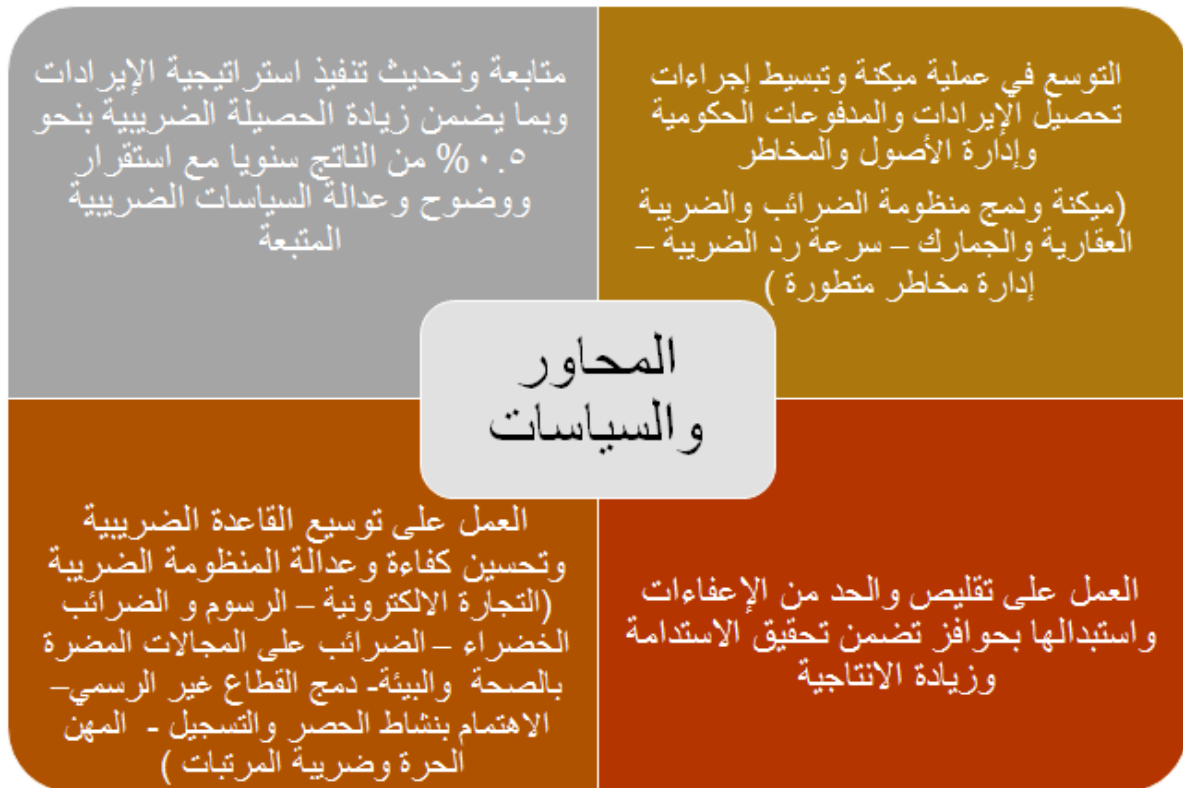 التوسع في عملية ميكنة وتبسيط إجراءات
تحصيل الإيرادات والمدفوعات الحكومية
وإدارة الأصول والمخاطر
(ميكنة ودمج منظومة الضرائب والضريبة
العقارية والجمارك – سرعة رد الضريبة –
إدارة مخاطر متطورة )
متابعة وتحديث تنفيذ استراتيجية الإيرادات
وبما يضمن زيادة الحصيلة الضريبية بنحو
٠.٥% من الناتج سنويا مع استقرار
ووضوح وعدالة السياسات الضريبية
المتبعة
المحاور
والسياسات
العمل على تقليص والحد من الإعفاءات
واستبدالها بحوافز تضمن تحقيق الاستدامة
وزيادة الانتاجية
العمل على توسيع القاعدة الضريبية
وتحسين كفاءة وعدالة المنظومة الضريبة
(التجارة الالكترونية – الرسوم و الضرائب
الخضراء – الضرائب على المجالات المضرة
بالصحة والبيئة- دمج القطاع غير الرسمي–
الاهتمام بنشاط الحصر والتسجيل - المهن
الحرة وضريبة المرتبات )